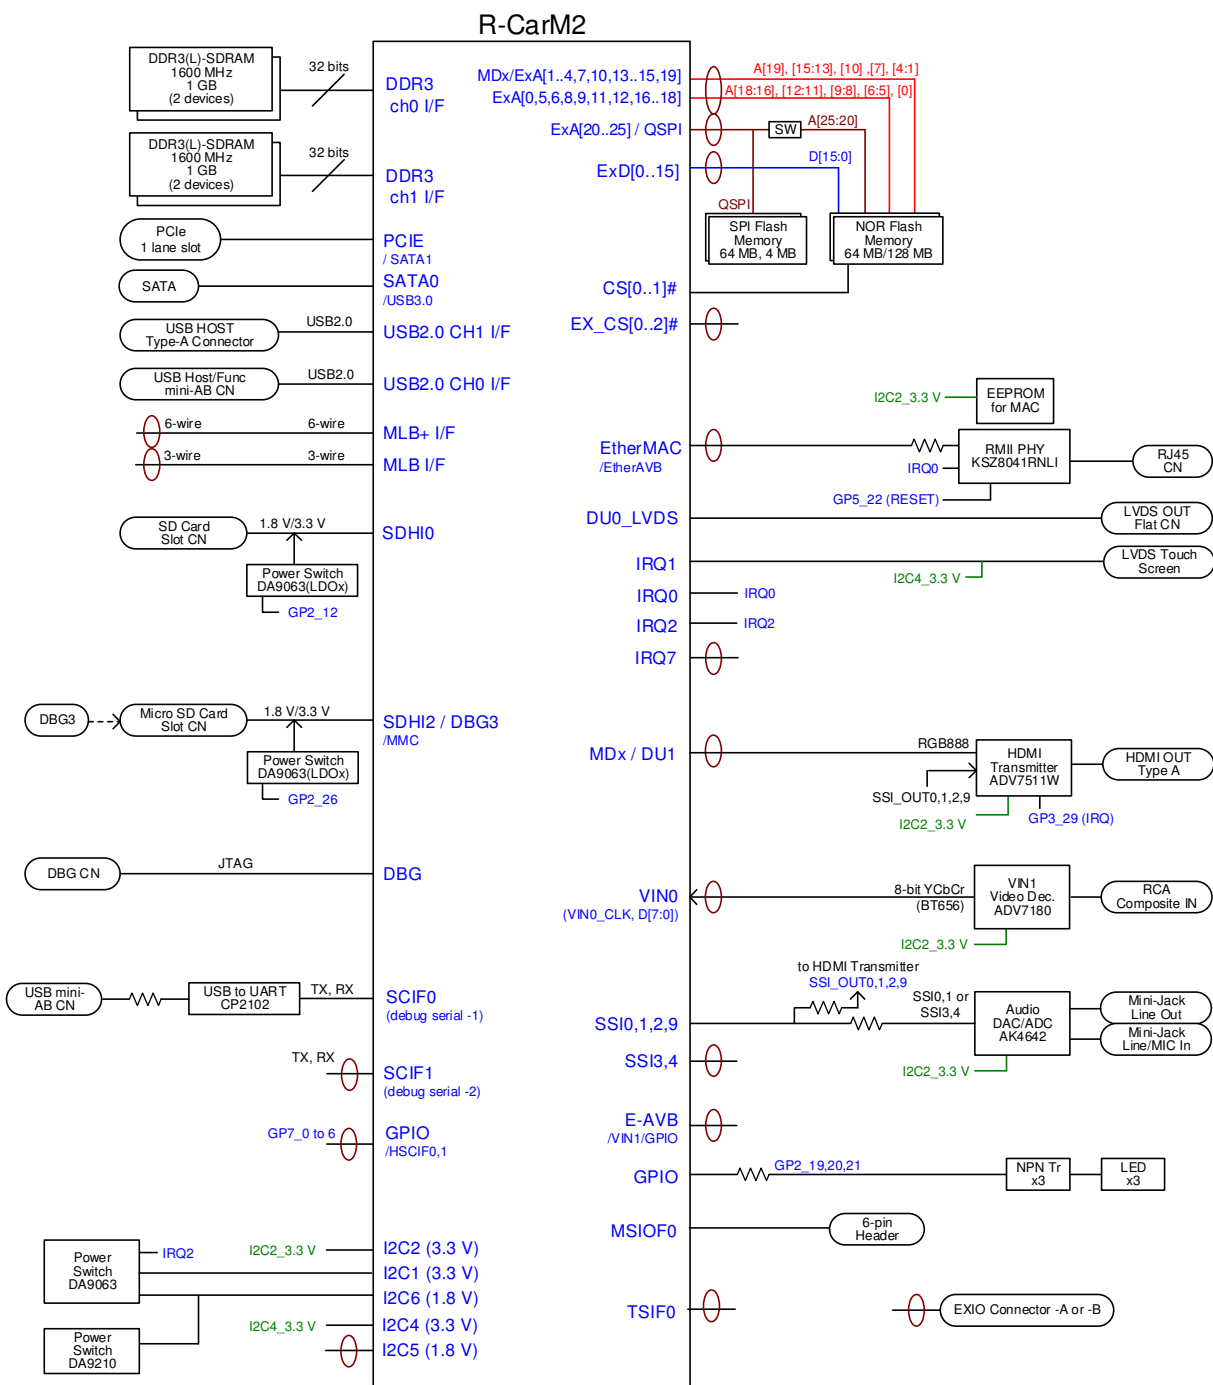 R-CarM2
DDR3(L)-SDRAM
1600 MHz
1 GB
(2 devices)
32 bits
DDR3
ch0 I/F
DDR3(L)-SDRAM
1600 MHz
1 GB
(2 devices)
32 bits
DDR3
ch1 I/F
PCIe
1 lane slot
PCIE
/ SATA1
SATA
SATA0
/USB3.0
USB HOST
Type-A Connector
USB2.0
USB2.0 CH1 I/F
USB Host/Func
mini-AB CN
USB2.0
USB2.0 CH0 I/F
6-wire
6-wire
MLB+ I/F
3-wire
3-wire
MLB I/F
SD Card
Slot CN
1.8 V/3.3 V
SDHI0
Power Switch
DA9063(LDOx)
GP2_12
DBG3
Micro SD Card
Slot CN
1.8 V/3.3 V
SDHI2 / DBG3
/MMC
Power Switch
DA9063(LDOx)
GP2_26
DBG CN
JTAG
DBG
USB mini-
AB CN
USB to UART
CP2102
TX, RX
SCIF0
(debug serial -1)
TX, RX
SCIF1
(debug serial -2)
GP7_0 to 6
GPIO
/HSCIF0,1
Power
Switch
DA9063
IRQ2
I2C2_3.3 V
I2C2 (3.3 V)
I2C1 (3.3 V)
I2C6 (1.8 V)
I2C4_3.3 V
I2C4 (3.3 V)
I2C5 (1.8 V)
Power
Switch
DA9210
MDx/ExA[1..4,7,10,13..15,19]
A[19], [15:13], [10] ,[7], [4:1]
ExA[0,5,6,8,9,11,12,16..18]
A[18:16], [12:11], [9:8], [6:5], [0]
ExA[20..25] / QSPI
SW
A[25:20]
ExD[0..15]
D[15:0]
QSPI
SPI Flash
Memory
64 MB, 4 MB
NOR Flash
Memory
64 MB/128 MB
CS[0..1]#
EX_CS[0..2]#
I2C2_3.3 V
EEPROM
for MAC
EtherMAC
/EtherAVB
IRQ0
RMII PHY
KSZ8041RNLI
RJ45
CN
GP5_22 (RESET)
DU0_LVDS
LVDS OUT
Flat CN
IRQ1
I2C4_3.3 V
LVDS Touch
Screen
IRQ0
IRQ0
IRQ2
IRQ2
IRQ7
MDx / DU1
RGB888
HDMI
Transmitter
ADV7511W
HDMI OUT
Type A
SSI_OUT0,1,2,9
I2C2_3.3 V
GP3_29 (IRQ)
VIN0
(VIN0_CLK, D[7:0])
8-bit YCbCr
(BT656)
VIN1
Video Dec.
ADV7180
RCA
Composite IN
I2C2_3.3 V
to HDMI Transmitter
SSI_OUT0,1,2,9
SSI0,1,2,9
SSI0,1 or
SSI3,4
Audio
DAC/ADC
AK4642
Mini-Jack
Line Out
Mini-Jack
Line/MIC In
I2C2_3.3 V
SSI3,4
E-AVB
/VIN1/GPIO
GPIO
GP2_19,20,21
NPN Tr
x3
LED
x3
MSIOF0
6-pin
Header
TSIF0
EXIO Connector -A or -B